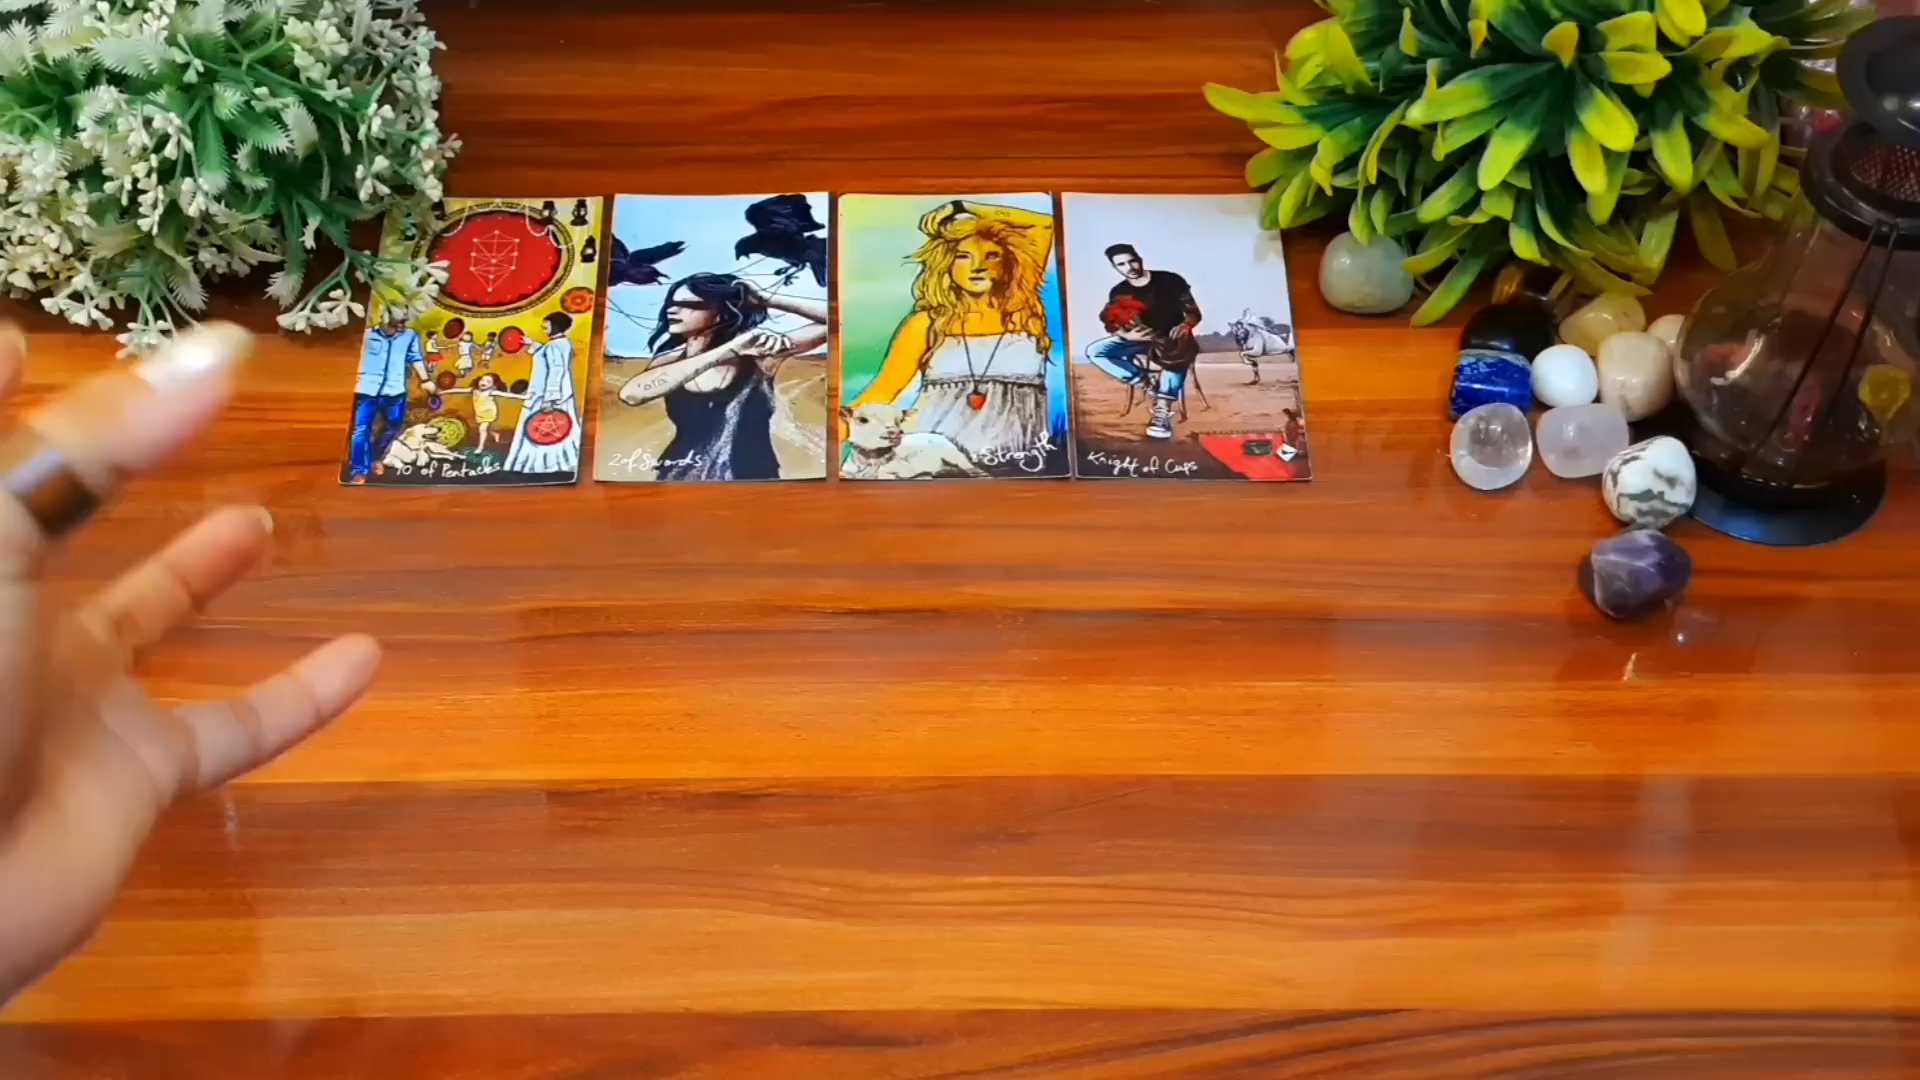 10 of Pentacles
2 of Swords
Strength
Knight of Cups